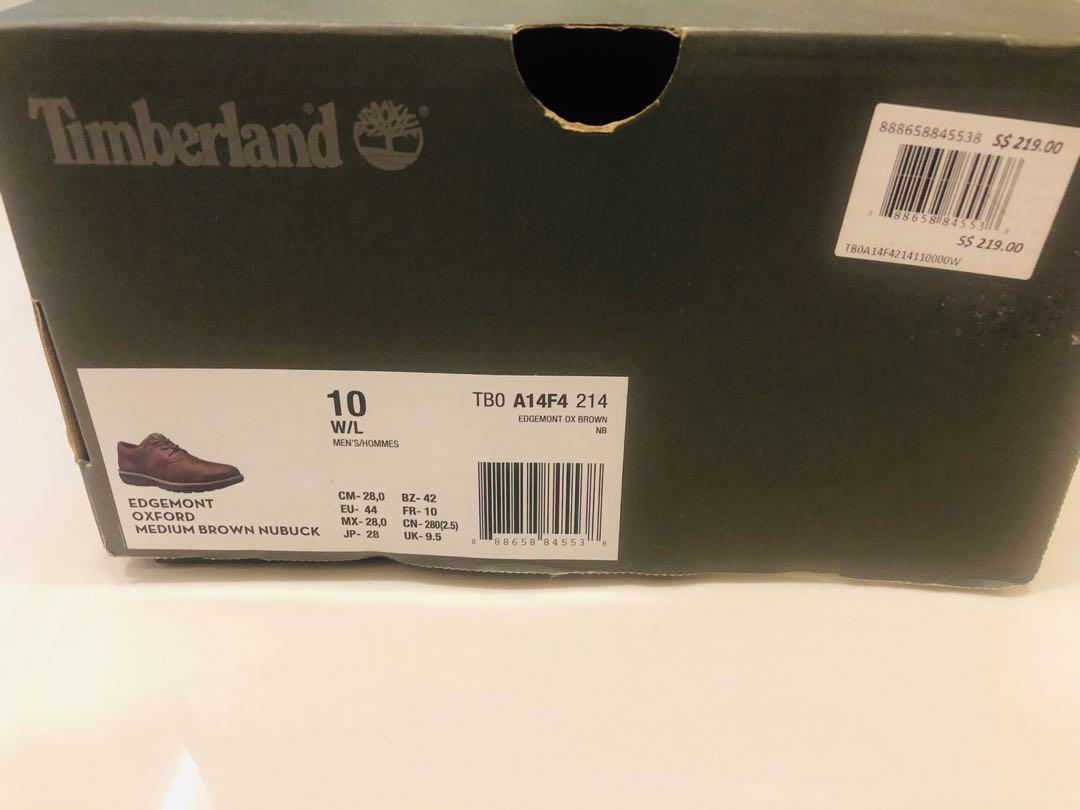 Timberland®
888658845538 S$ 219.00
8 88658 84553 8
S$ 219.00
TB0A14F4214110000W
10
W/L
MEN'S/HOMMES
TB0 A14F4 214
EDGEMONT OX BROWN
NB
EDGEMONT
OXFORD
MEDIUM BROWN NUBUCK
CM- 28,0 BZ- 42
EU- 44 FR- 10
MX- 28,0 CN- 280(2.5)
JP- 28 UK- 9.5
8 88658 84553 8